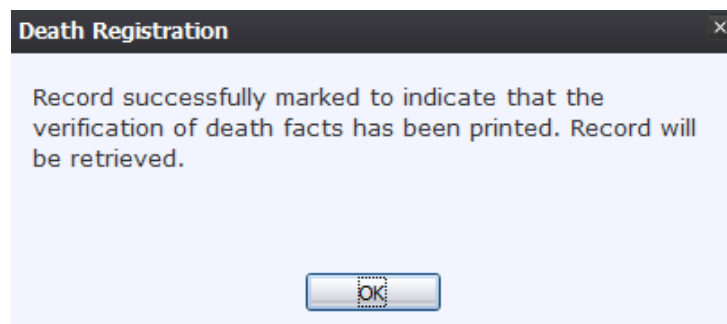 Death Registration
Record successfully marked to indicate that the
verification of death facts has been printed. Record will
be retrieved.
OK